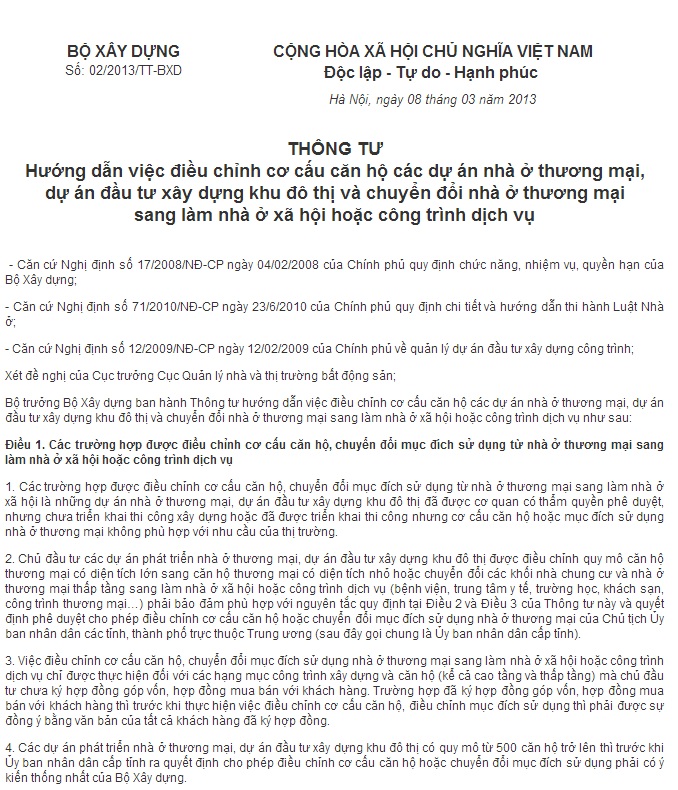 BỘ XÂY DỰNG
Số: 02/2013/TT-BXD
CỘNG HÒA XÃ HỘI CHỦ NGHĨA VIỆT NAM
Độc lập - Tự do - Hạnh phúc
Hà Nội, ngày 08 tháng 03 năm 2013
THÔNG TƯ
Hướng dẫn việc điều chỉnh cơ cấu căn hộ các dự án nhà ở thương mại,
dự án đầu tư xây dựng khu đô thị và chuyển đổi nhà ở thương mại
sang làm nhà ở xã hội hoặc công trình dịch vụ
- Căn cứ Nghị định số 17/2008/NĐ-CP ngày 04/02/2008 của Chính phủ quy định chức năng, nhiệm vụ, quyền hạn của
Bộ Xây dựng;
- Căn cứ Nghị định số 71/2010/NĐ-CP ngày 23/6/2010 của Chính phủ quy định chi tiết và hướng dẫn thi hành Luật Nhà
ở;
- Căn cứ Nghị định số 12/2009/NĐ-CP ngày 12/02/2009 của Chính phủ về quản lý dự án đầu tư xây dựng công trình;
Xét đề nghị của Cục trưởng Cục Quản lý nhà và thị trường bất động sản;
Bộ trưởng Bộ Xây dựng ban hành Thông tư hướng dẫn việc điều chỉnh cơ cấu căn hộ các dự án nhà ở thương mại, dự án
đầu tư xây dựng khu đô thị và chuyển đổi nhà ở thương mại sang làm nhà ở xã hội hoặc công trình dịch vụ như sau:
Điều 1. Các trường hợp được điều chỉnh cơ cấu căn hộ, chuyển đổi mục đích sử dụng từ nhà ở thương mại sang
làm nhà ở xã hội hoặc công trình dịch vụ
1. Các trường hợp được điều chỉnh cơ cấu căn hộ, chuyển đổi mục đích sử dụng từ nhà ở thương mại sang làm nhà ở
xã hội là những dự án nhà ở thương mại, dự án đầu tư xây dựng khu đô thị đã được cơ quan có thẩm quyền phê duyệt,
nhưng chưa triển khai thi công xây dựng hoặc đã được triển khai thi công nhưng cơ cấu căn hộ hoặc mục đích sử dụng
nhà ở thương mại không phù hợp với nhu cầu của thị trường.
2. Chủ đầu tư các dự án phát triển nhà ở thương mại, dự án đầu tư xây dựng khu đô thị được điều chỉnh quy mô căn hộ
thương mại có diện tích lớn sang căn hộ thương mại có diện tích nhỏ hoặc chuyển đổi các khối nhà chung cư và nhà ở
thương mại thấp tầng sang làm nhà ở xã hội hoặc công trình dịch vụ (bệnh viện, trung tâm y tế, trường học, khách sạn,
công trình thương mại…) phải bảo đảm phù hợp với nguyên tắc quy định tại Điều 2 và Điều 3 của Thông tư này và quyết
định phê duyệt cho phép điều chỉnh cơ cấu căn hộ hoặc chuyển đổi mục đích sử dụng nhà ở thương mại của Chủ tịch Ủy
ban nhân dân các tỉnh, thành phố trực thuộc Trung ương (sau đây gọi chung là Ủy ban nhân dân cấp tỉnh).
3. Việc điều chỉnh cơ cấu căn hộ, chuyển đổi mục đích sử dụng nhà ở thương mại sang làm nhà ở xã hội hoặc công trình
dịch vụ chỉ được thực hiện đối với các hạng mục công trình xây dựng và căn hộ (kể cả cao tầng và thấp tầng) mà chủ đầu
tư chưa ký hợp đồng góp vốn, hợp đồng mua bán với khách hàng. Trường hợp đã ký hợp đồng góp vốn, hợp đồng mua
bán với khách hàng thì trước khi thực hiện việc điều chỉnh cơ cấu căn hộ, điều chỉnh mục đích sử dụng thì phải được sự
đồng ý bằng văn bản của tất cả khách hàng đã ký hợp đồng.
4. Các dự án phát triển nhà ở thương mại, dự án đầu tư xây dựng khu đô thị có quy mô từ 500 căn hộ trở lên thì trước khi
Ủy ban nhân dân cấp tỉnh ra quyết định cho phép điều chỉnh cơ cấu căn hộ hoặc chuyển đổi mục đích sử dụng phải có ý
kiến thống nhất của Bộ Xây dựng.